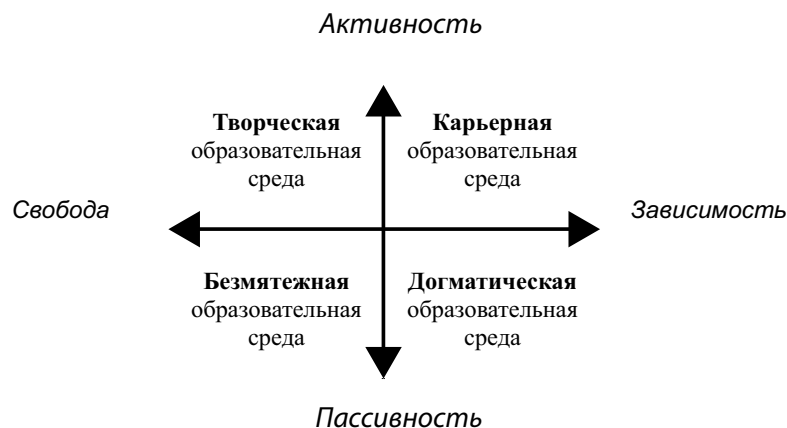 Активность
Творческая
образовательная
среда
Карьерная
образовательная
среда
Свобода
Зависимость
Безмятежная
образовательная
среда
Догматическая
образовательная
среда
Пассивность